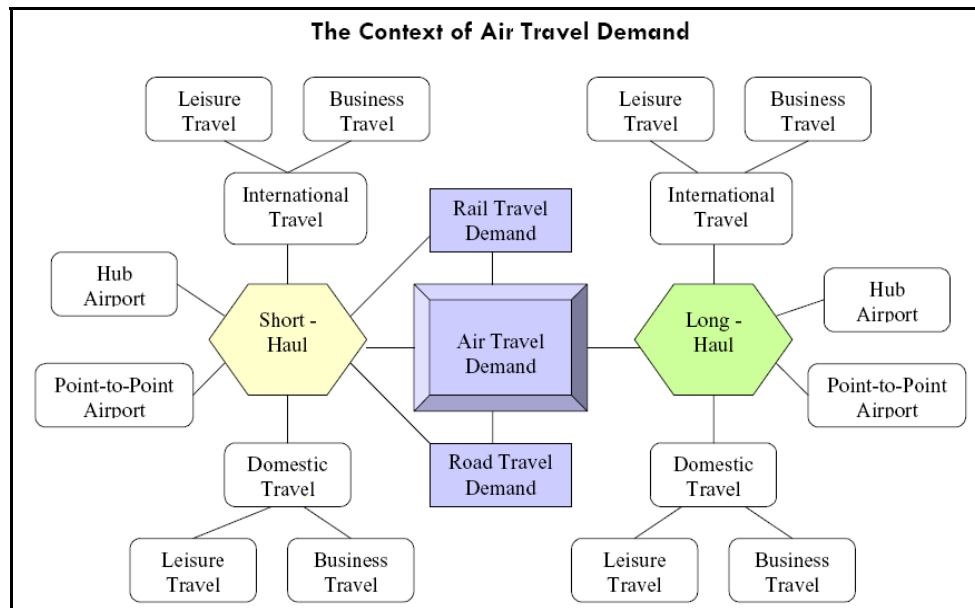 The Context of Air Travel Demand
Leisure
Travel
Business
Travel
Leisure
Travel
Business
Travel
International
Travel
Rail Travel
Demand
International
Travel
Hub
Airport
Short -
Haul
Air Travel
Demand
Long -
Haul
Hub
Airport
Point-to-Point
Airport
Point-to-Point
Airport
Domestic
Travel
Road Travel
Demand
Domestic
Travel
Leisure
Travel
Business
Travel
Leisure
Travel
Business
Travel